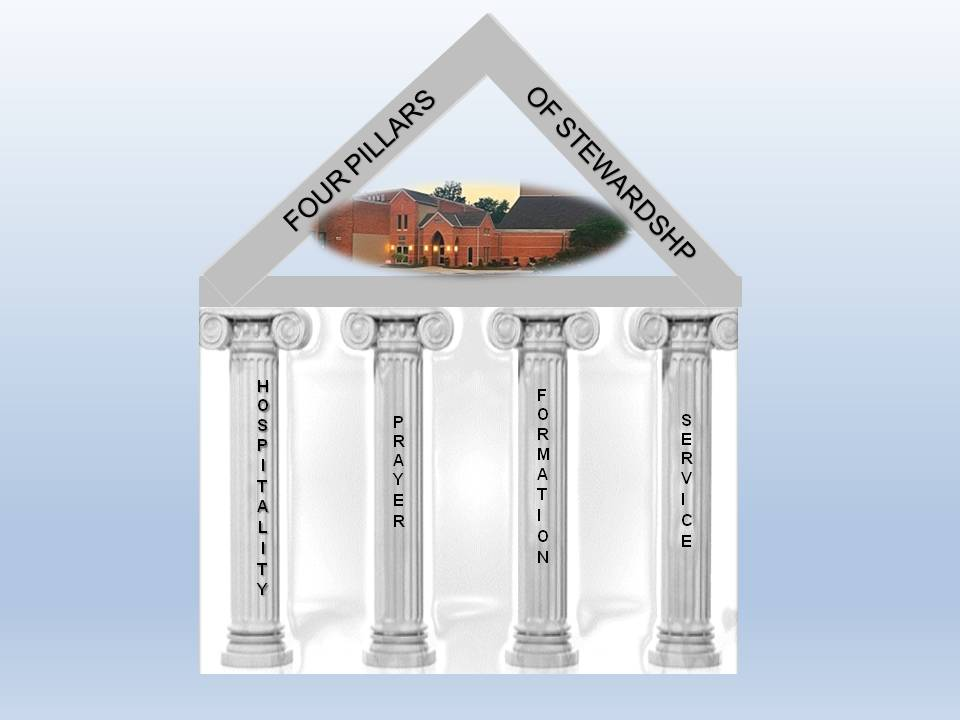 FOUR PILLARS
OF STEWARDSHP
HOSPITALITY
PRAYER
FORMATION
SERVICE